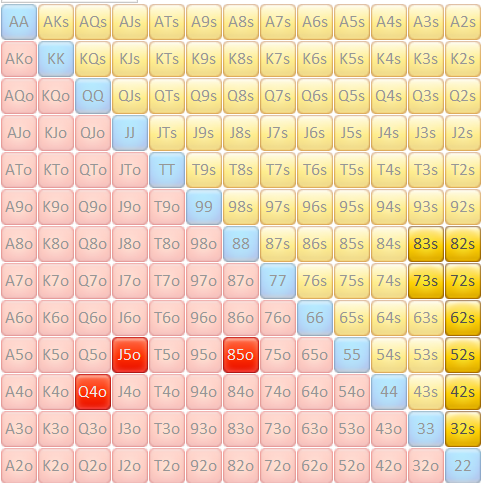 AA AKs AQs AJs ATs A9s A8s A7s A6s A5s A4s A3s A2s
AKo KK KQs KJs KTs K9s K8s K7s K6s K5s K4s K3s K2s
AQo KQo QQ QJs QTs Q9s Q8s Q7s Q6s Q5s Q4s Q3s Q2s
AJo KJo QJo JJ JTs J9s J8s J7s J6s J5s J4s J3s J2s
ATo KTo QTo JTo TT T9s T8s T7s T6s T5s T4s T3s T2s
A9o K9o Q9o J9o T9o 99 98s 97s 96s 95s 94s 93s 92s
A8o K8o Q8o J8o T8o 98o 88 87s 86s 85s 84s 83s 82s
A7o K7o Q7o J7o T7o 97o 87o 77 76s 75s 74s 73s 72s
A6o K6o Q6o J6o T6o 96o 86o 76o 66 65s 64s 63s 62s
A5o K5o Q5o J5o T5o 95o 85o 75o 65o 55 54s 53s 52s
A4o K4o Q4o J4o T4o 94o 84o 74o 64o 54o 44 43s 42s
A3o K3o Q3o J3o T3o 93o 83o 73o 63o 53o 43o 33 32s
A2o K2o Q2o J2o T2o 92o 82o 72o 62o 52o 42o 32o 22